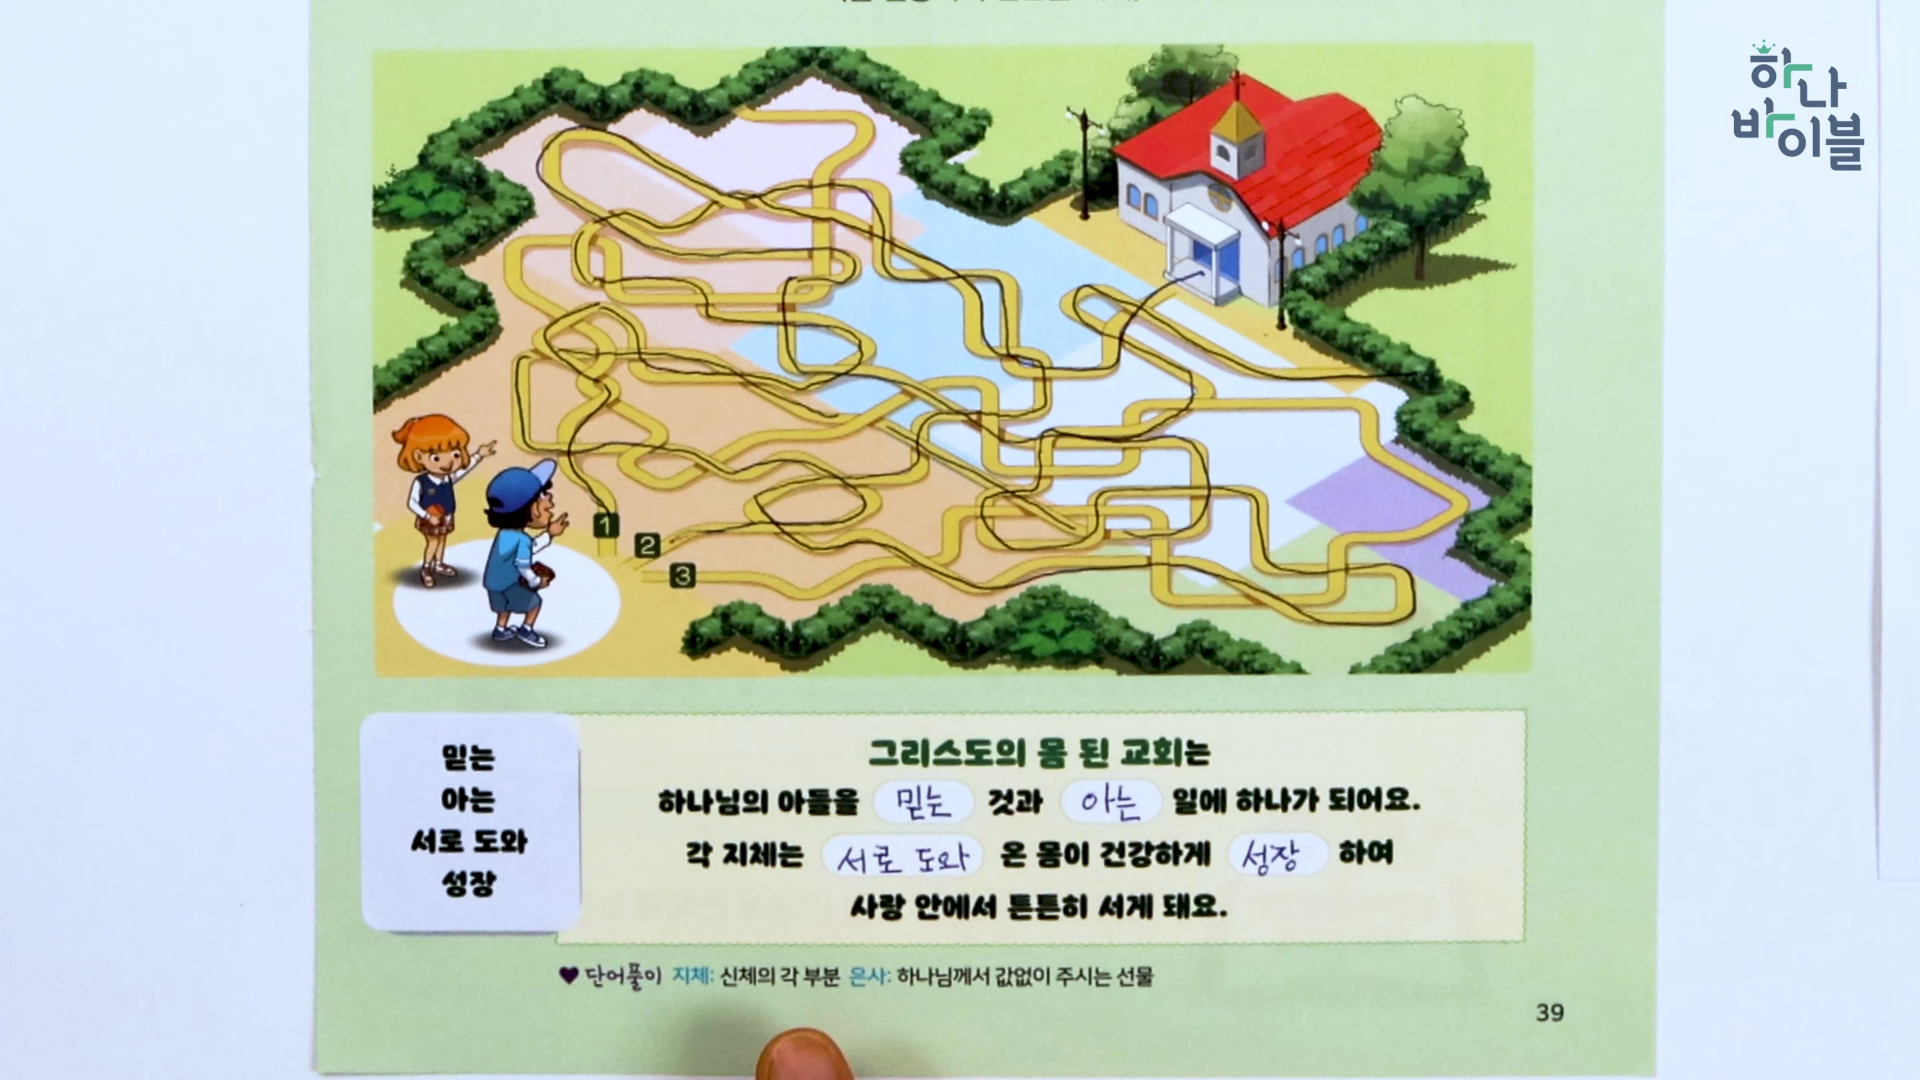 하나
바이블
1
2
3
믿는
아는
서로 도와
성장
그리스도의 몸 된 교회는
하나님의 아들을 믿는 것과 아는 일에 하나가 되어요.
각 지체는 서로 도와 온 몸이 건강하게 성장 하여
사랑 안에서 튼튼히 서게 돼요.
♥ 단어풀이 지체: 신체의 각 부분 은사: 하나님께서 값없이 주시는 선물
39